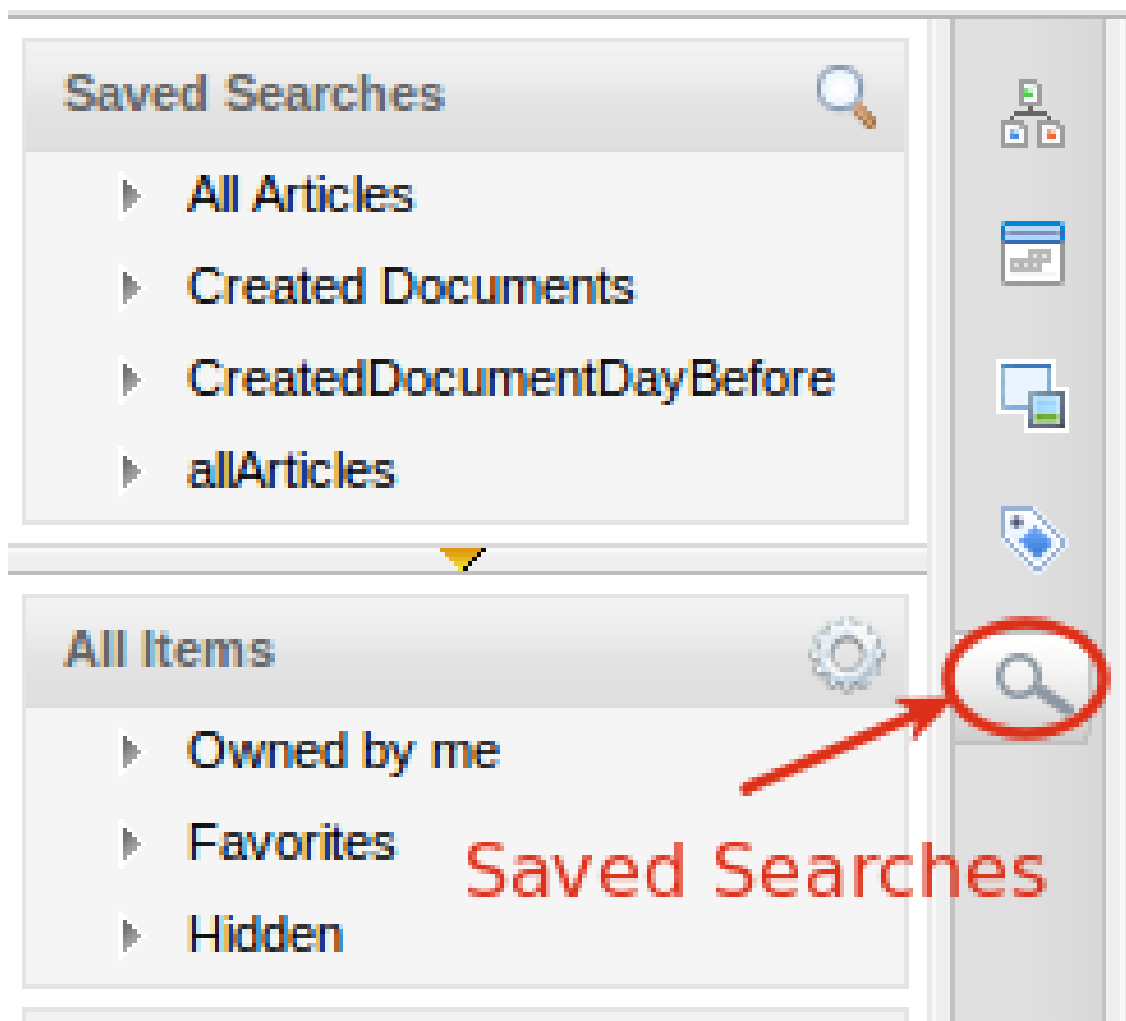 Saved Searches
All Articles
Created Documents
CreatedDocumentDayBefore
allArticles
All Items
Owned by me
Favorites
Saved Searches
Hidden